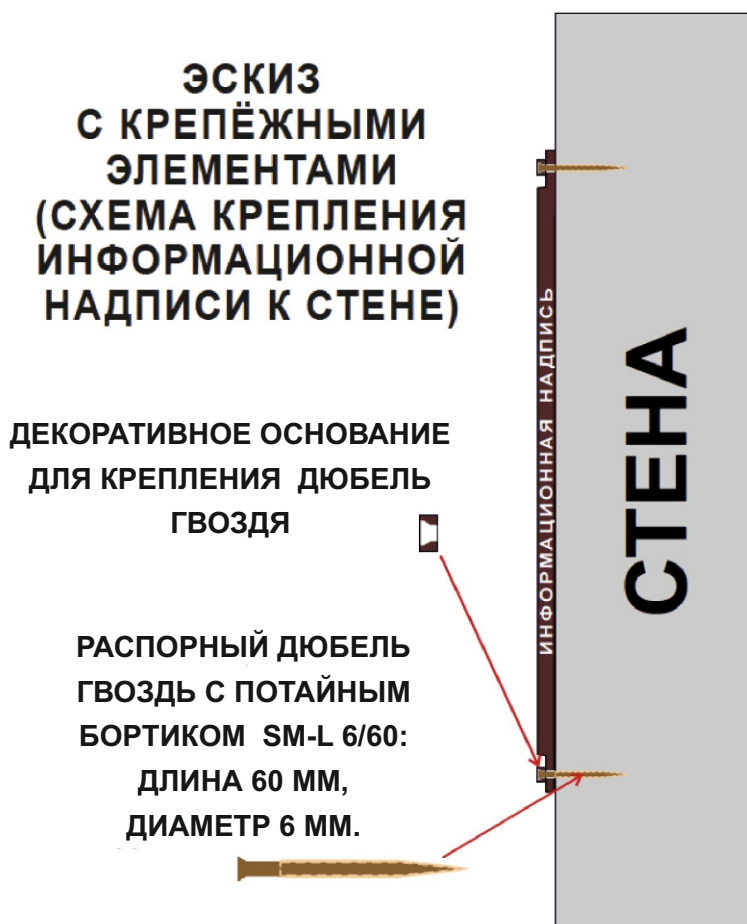 ЭСКИЗ
С КРЕПЁЖНЫМИ
ЭЛЕМЕНТАМИ
(СХЕМА КРЕПЛЕНИЯ
ИНФОРМАЦИОННОЙ
НАДПИСИ К СТЕНЕ)
ДЕКОРАТИВНОЕ ОСНОВАНИЕ
ДЛЯ КРЕПЛЕНИЯ ДЮБЕЛЬ
ГВОЗДЯ
РАСПОРНЫЙ ДЮБЕЛЬ
ГВОЗДЬ С ПОТАЙНЫМ
БОРТИКОМ SM-L 6/60:
ДЛИНА 60 ММ,
ДИАМЕТР 6 ММ.
ИНФОРМАЦИОННАЯ НАДПИСЬ
СТЕНА